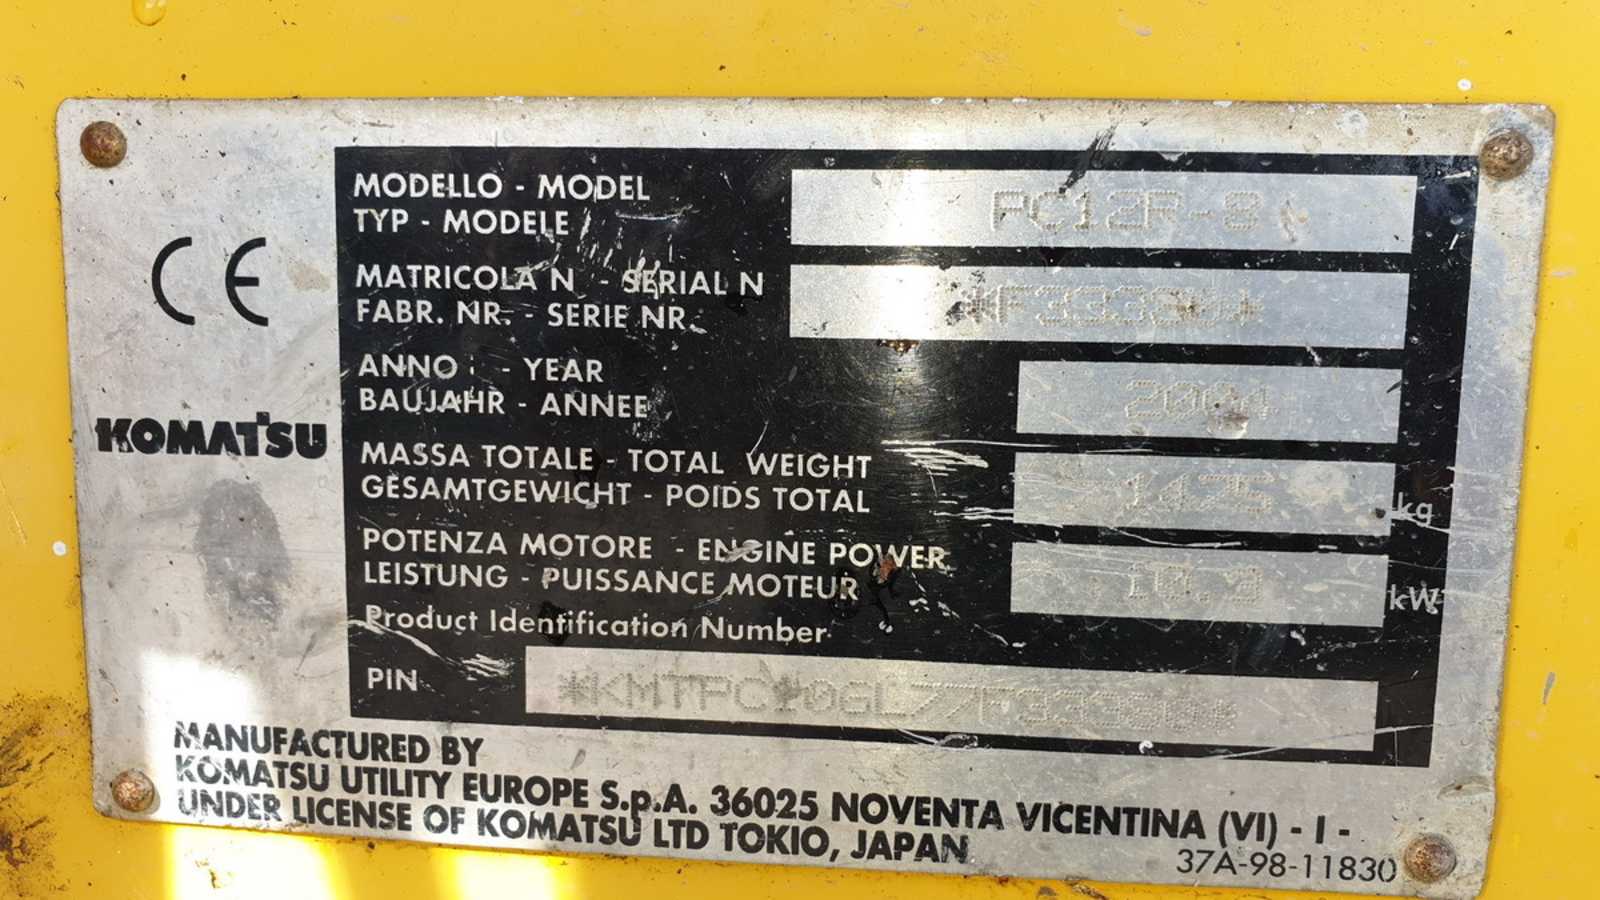 CE
KOMATSU
MODELLO - MODEL
TYP - MODELE
PC12R-8
MATRICOLA N - SERIAL N
FABR. NR. - SERIE NR.
ANNO - YEAR
BAUJAHR - ANNEE
2004
MASSA TOTALE - TOTAL WEIGHT
GESAMTGEWICHT - POIDS TOTAL
1475 kg
POTENZA MOTORE - ENGINE POWER
LEISTUNG - PUISSANCE MOTEUR
kW
Product Identification Number
PIN
MANUFACTURED BY
KOMATSU UTILITY EUROPE S.p.A. 36025 NOVENTA VICENTINA (VI) - I -
UNDER LICENSE OF KOMATSU LTD TOKIO, JAPAN
37A-98-11830